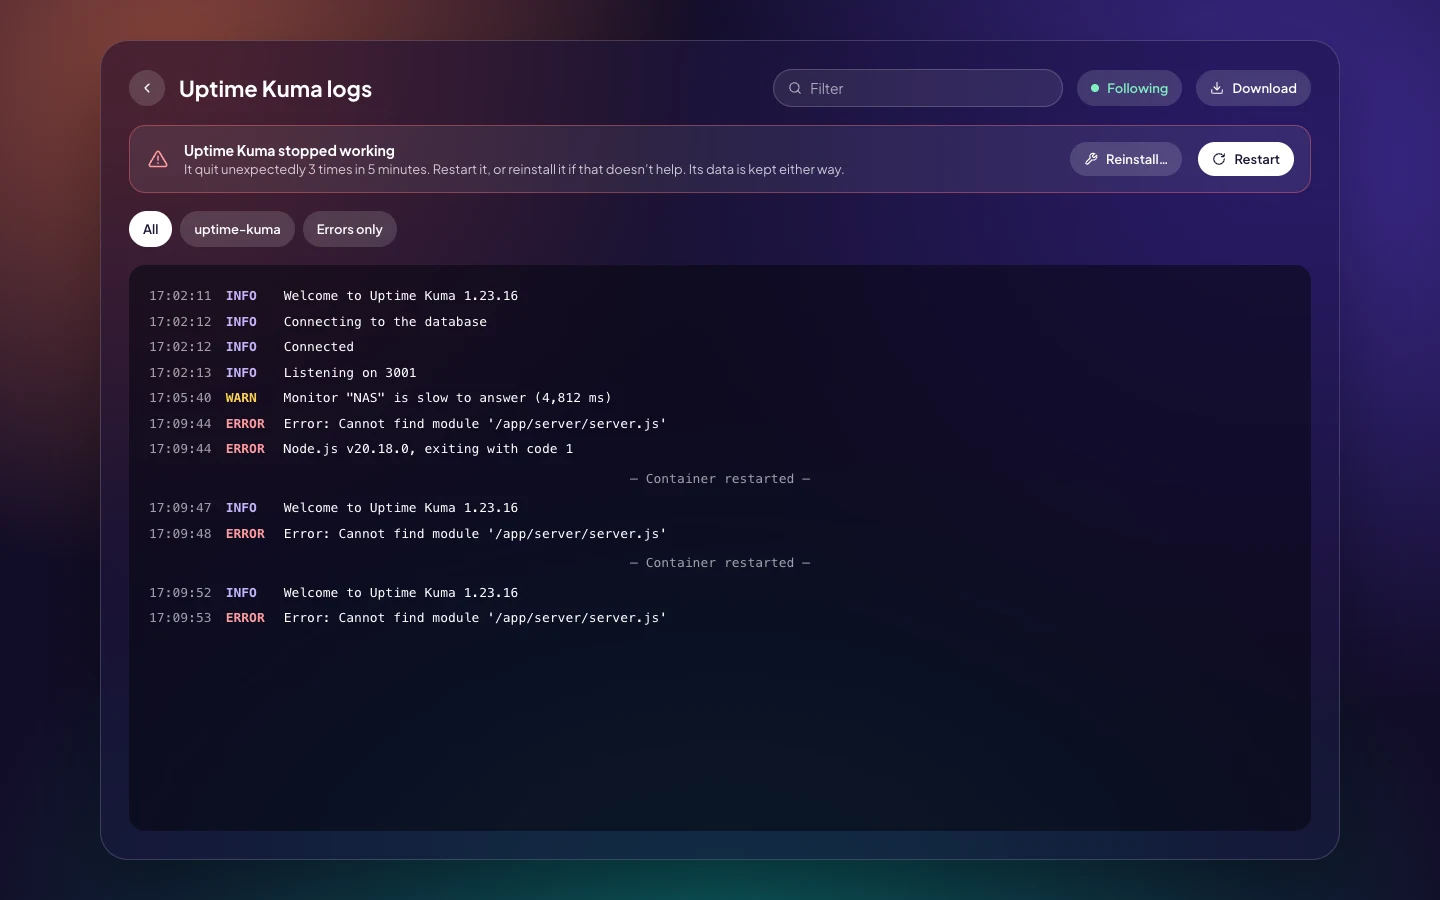 Uptime Kuma logs
Filter
Following
Download
Uptime Kuma stopped working
It quit unexpectedly 3 times in 5 minutes. Restart it, or reinstall it if that doesn't help. Its data is kept either way.
Reinstall…
Restart
All
uptime-kuma
Errors only
17:02:11 INFO Welcome to Uptime Kuma 1.23.16
17:02:12 INFO Connecting to the database
17:02:12 INFO Connected
17:02:13 INFO Listening on 3001
17:05:40 WARN Monitor "NAS" is slow to answer (4,812 ms)
17:09:44 ERROR Error: Cannot find module '/app/server/server.js'
17:09:44 ERROR Node.js v20.18.0, exiting with code 1
— Container restarted —
17:09:47 INFO Welcome to Uptime Kuma 1.23.16
17:09:48 ERROR Error: Cannot find module '/app/server/server.js'
— Container restarted —
17:09:52 INFO Welcome to Uptime Kuma 1.23.16
17:09:53 ERROR Error: Cannot find module '/app/server/server.js'